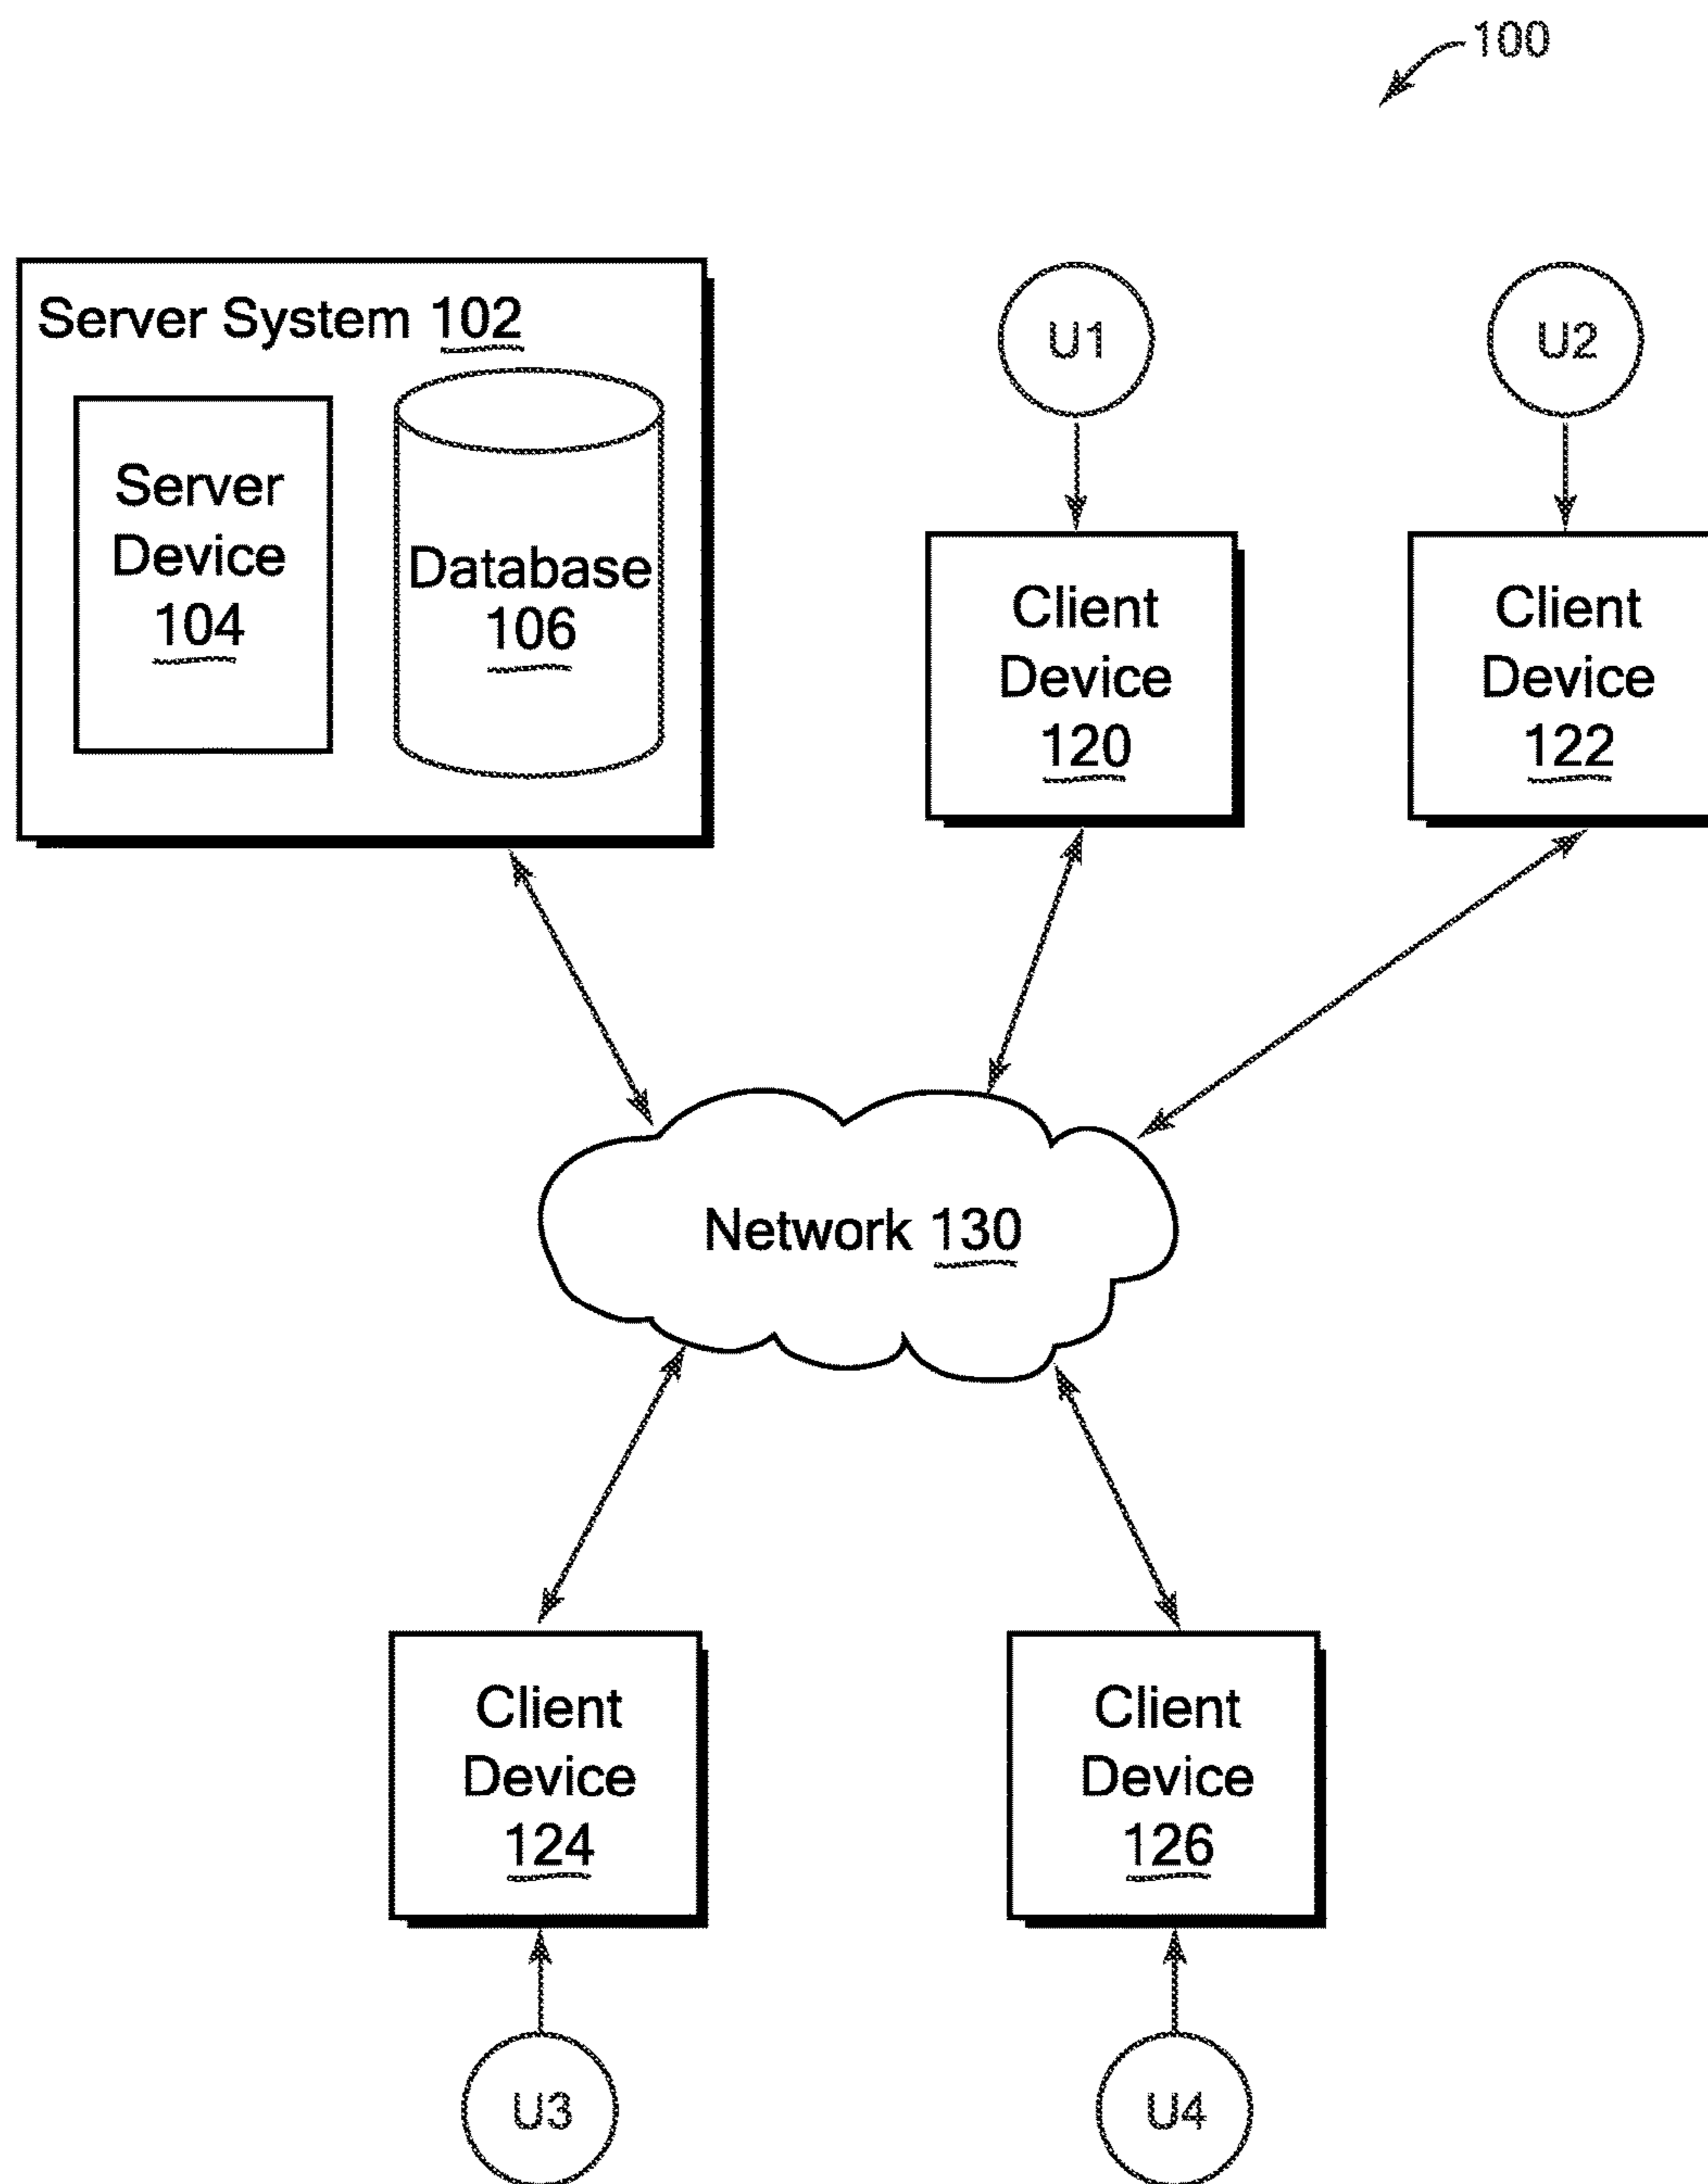 100
Server System 102
Server
Device
104
Database
106
U1
U2
Client
Device
120
Client
Device
122
Network 130
Client
Device
124
Client
Device
126
U3
U4